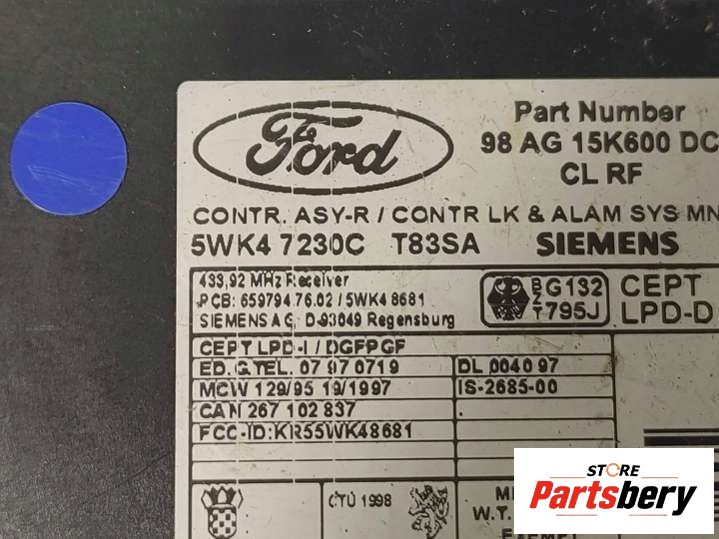 Ford
Part Number
98 AG 15K600 DC
CL RF
CONTR. ASY-R / CONTR LK & ALAM SYS MN
5WK4 7230C T83SA SIEMENS
433,92 MHz Receiver
PCB: 659794 76.02 / 5WK4 8681
SIEMENS AG, D-93049 Regensburg
BZT G132 795J
CEPT LPD-D
CEPT LPD-I / DGPGF
ED. G.TEL. 07 97 0719 DL 0040 97
MCW 129/95 19/1997 IS-2685-00
CAN 267 102 837
FCC-ID:KR55WK48681
ČTÚ 1998
W.T.
STORE
Partsbery